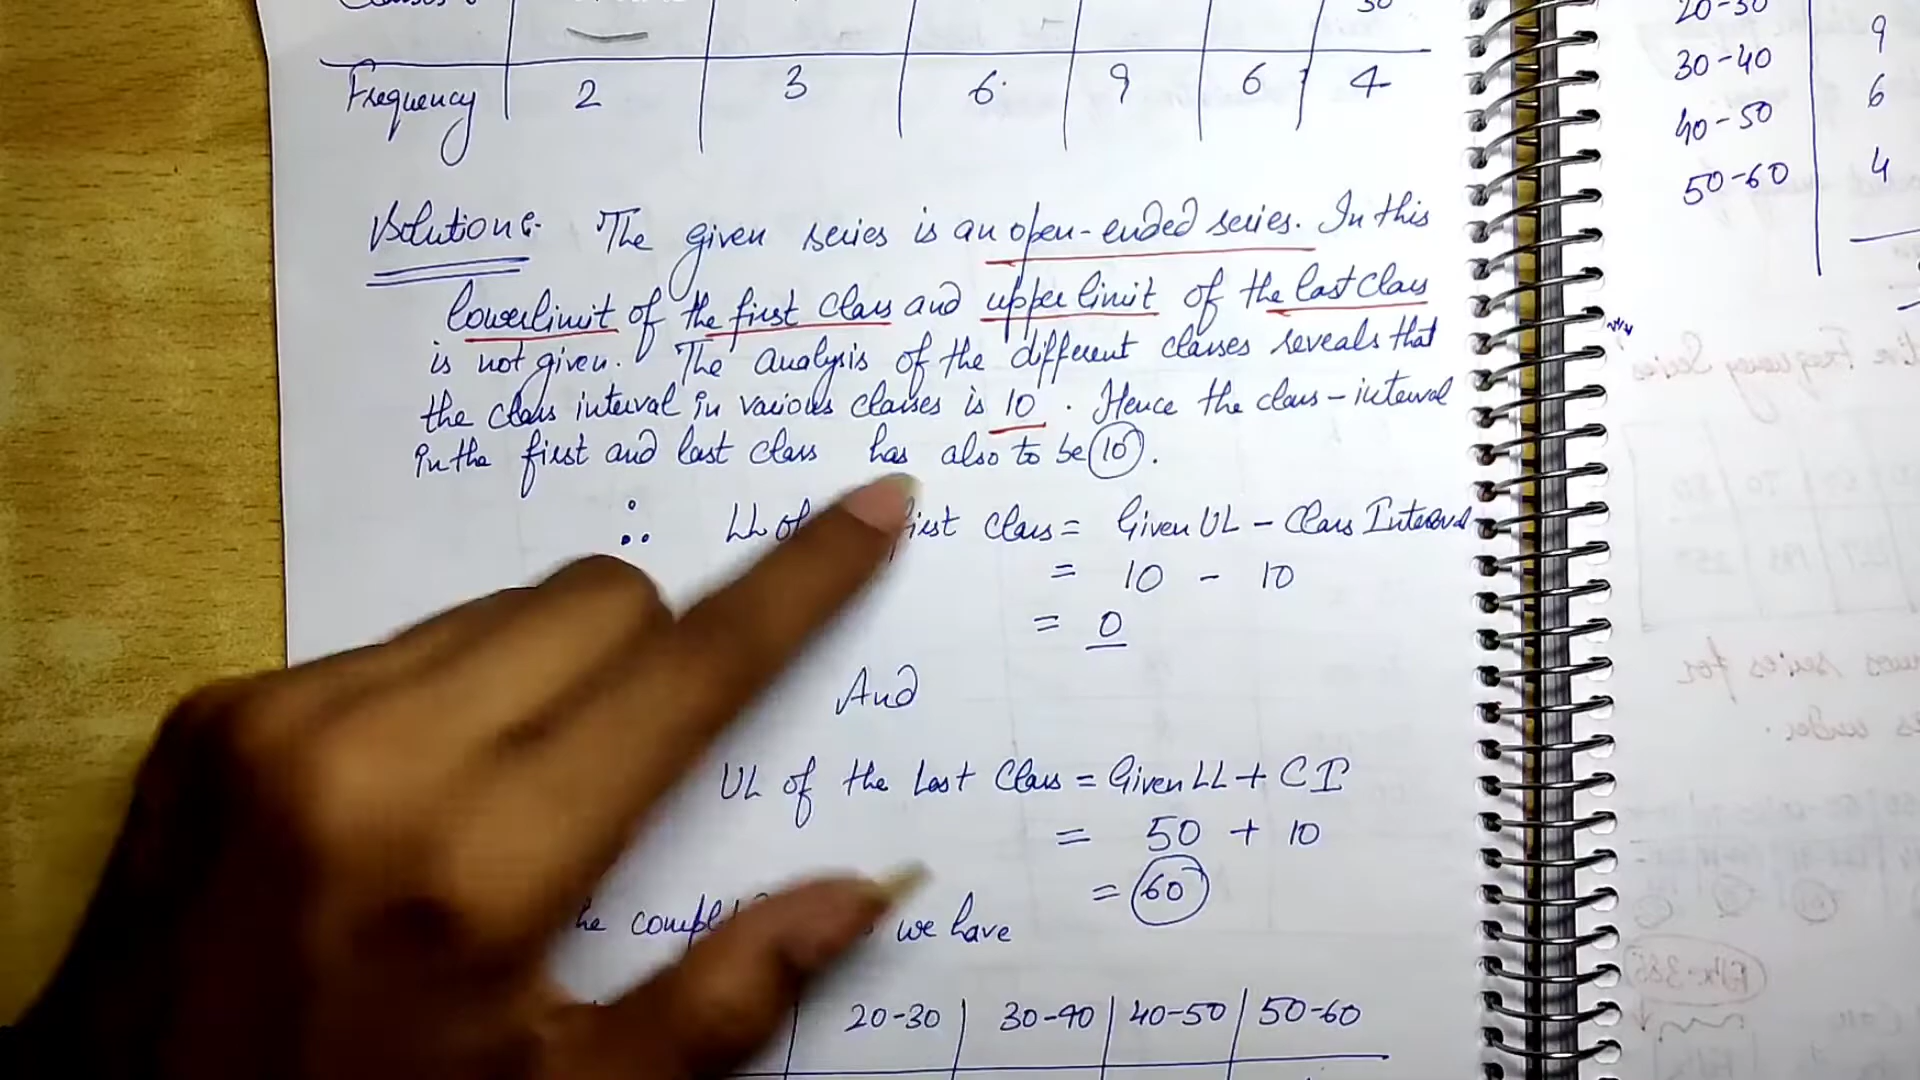 Frequency 2 3 6 9 6 4
Solution:- The given series is an open-ended series. In this
lowerlimit of the first class and upper limit of the last class
is not given. The analysis of the different classes reveals that
the class interval in various classes is 10. Hence the class-interval
in the first and last class has also to be 10.
∴ LL of first Class = Given UL - Class Interval
= 10 - 10
= 0
And
UL of the Last Class = Given LL + CI
= 50 + 10
= 60
we have
20-30 30-40 40-50 50-60
20-30
30-40 9
40-50 6
50-60 4